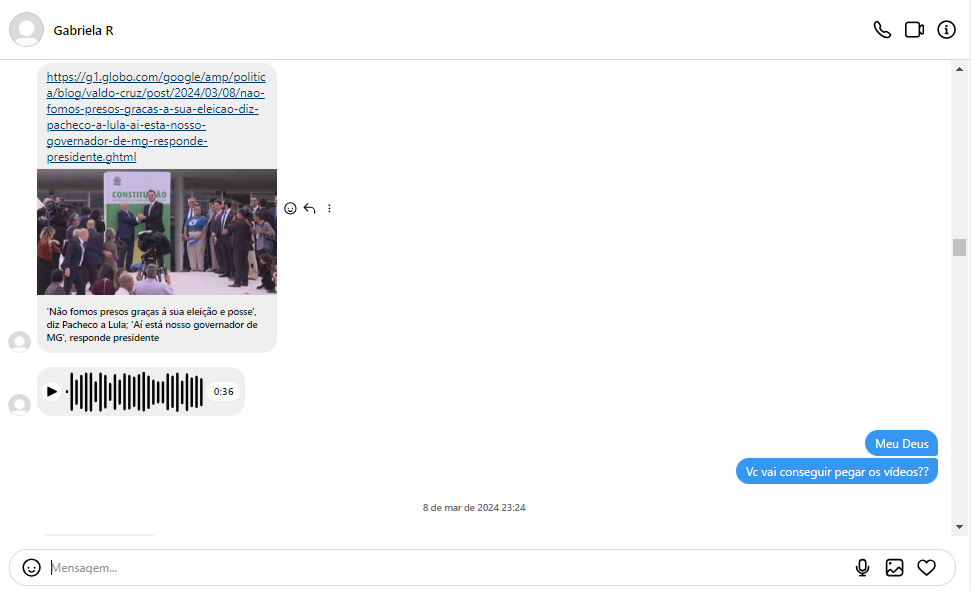 Gabriela R
https://g1.globo.com/google/amp/politic
a/blog/valdo-cruz/post/2024/03/08/nao-
fomos-presos-gracas-a-sua-eleicao-diz-
pacheco-a-lula-ai-esta-nosso-
governador-de-mg-responde-
presidente.ghtml
CONSTITUIÇÃO
'Não fomos presos graças à sua eleição e posse',
diz Pacheco a Lula; 'Aí está nosso governador de
MG', responde presidente
0:36
Meu Deus
Vc vai conseguir pegar os vídeos??
8 de mar de 2024 23:24
Mensagem...